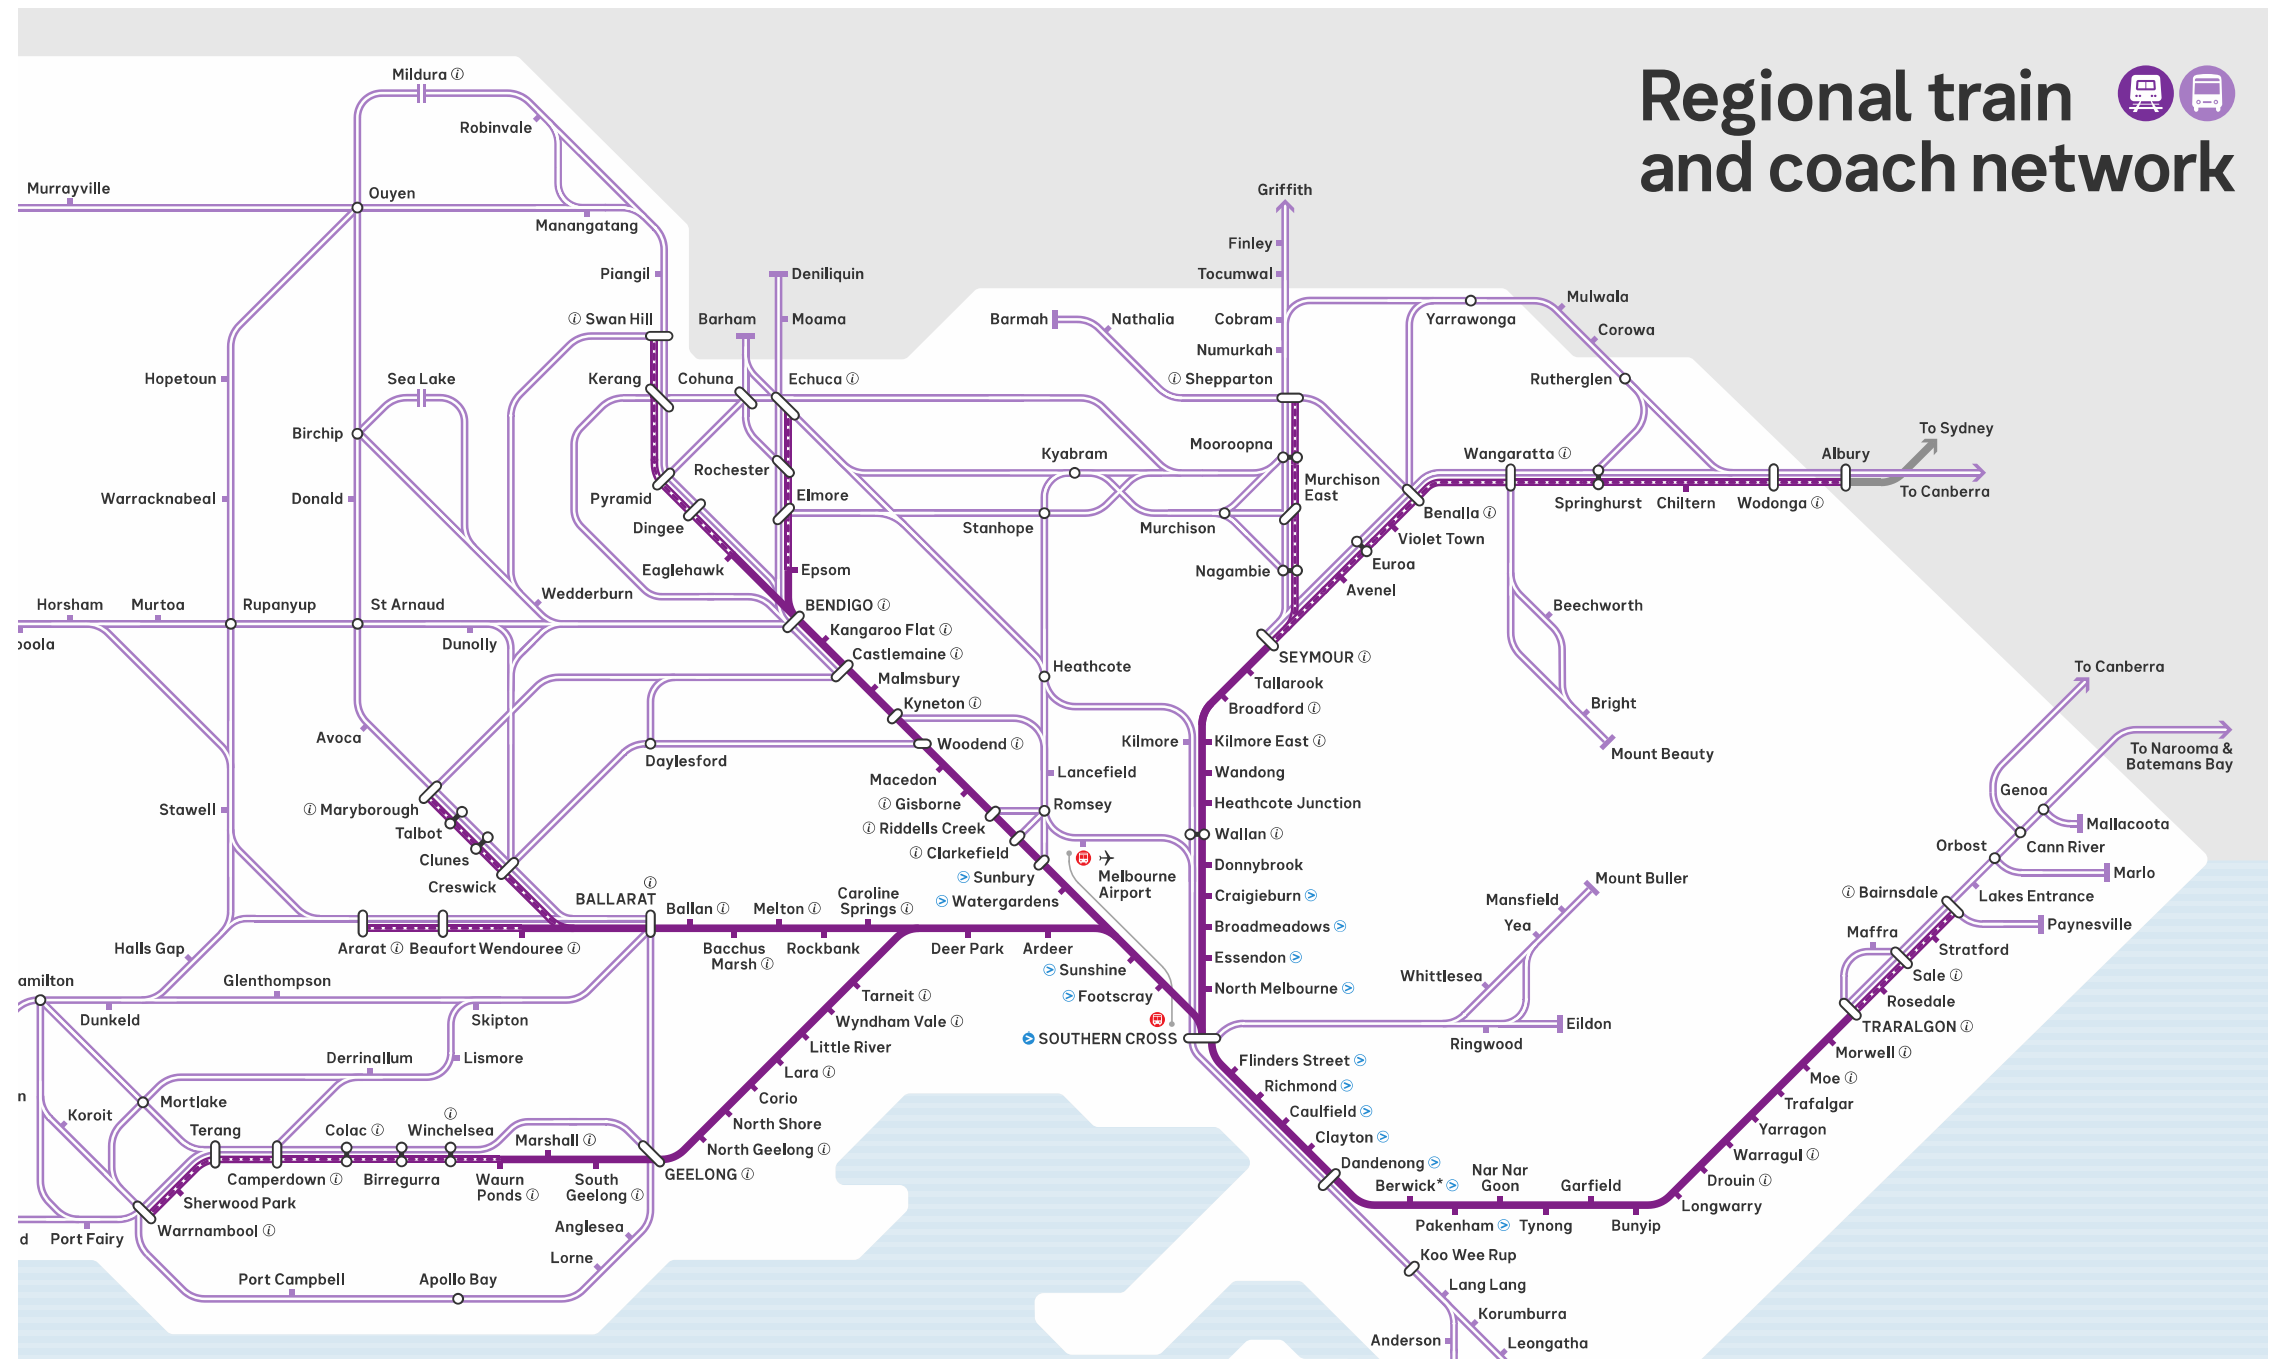 Regional train
and coach network
Mildura
Robinvale
Murrayville
Ouyen
Manangatang
Griffith
Finley
Tocumwal
Piangil
Deniliquin
Swan Hill
Barham
Moama
Barmah
Nathalia
Cobram
Numurkah
Yarrawonga
Mulwala
Corowa
Hopetoun
Sea Lake
Kerang
Cohuna
Echuca
Shepparton
Rutherglen
Birchip
Mooroopna
Kyabram
Rochester
Wangaratta
Albury
To Sydney
To Canberra
Warracknabeal
Donald
Pyramid
Elmore
Murchison
East
Dingee
Stanhope
Murchison
Benalla
Springhurst
Chiltern
Wodonga
Violet Town
Eaglehawk
Epsom
Nagambie
Euroa
Avenel
Wedderburn
Horsham
Murtoa
Rupanyup
St Arnaud
BENDIGO
Beechworth
oola
Dunolly
Kangaroo Flat
Castlemaine
Malmsbury
Heathcote
SEYMOUR
Tallarook
Broadford
Kyneton
Bright
To Canberra
Avoca
Woodend
Kilmore
Kilmore East
Mount Beauty
To Narooma &
Batemans Bay
Daylesford
Macedon
Lancefield
Wandong
Stawell
Maryborough
Gisborne
Romsey
Heathcote Junction
Genoa
Talbot
Riddells Creek
Wallan
Mallacoota
Clunes
Clarkefield
Donnybrook
Orbost
Cann River
Creswick
Sunbury
Melbourne
Airport
Craigieburn
Mount Buller
Marlo
BALLARAT
Ballan
Melton
Caroline
Springs
Watergardens
Mansfield
Bairnsdale
Lakes Entrance
Broadmeadows
Yea
Paynesville
Halls Gap
Ararat
Beaufort
Wendouree
Bacchus
Marsh
Rockbank
Deer Park
Ardeer
Essendon
Maffra
Stratford
amilton
Glenthompson
Sunshine
Whittlesea
Sale
Dunkeld
Skipton
Tarneit
Footscray
North Melbourne
Rosedale
Wyndham Vale
SOUTHERN CROSS
Ringwood
Eildon
TRARALGON
Derrinallum
Lismore
Little River
Flinders Street
Morwell
Lara
Richmond
Moe
n
Koroit
Mortlake
Corio
Caulfield
Trafalgar
Terang
Colac
Winchelsea
Marshall
North Shore
Clayton
Yarragon
North Geelong
Dandenong
Warragul
Camperdown
Birregurra
Waurn
Ponds
South
Geelong
GEELONG
Berwick*
Nar Nar
Goon
Garfield
Drouin
Sherwood Park
Longwarry
Pakenham
Tynong
Bunyip
d
Port Fairy
Warrnambool
Anglesea
Koo Wee Rup
Lorne
Port Campbell
Apollo Bay
Lang Lang
Korumburra
Anderson
Leongatha